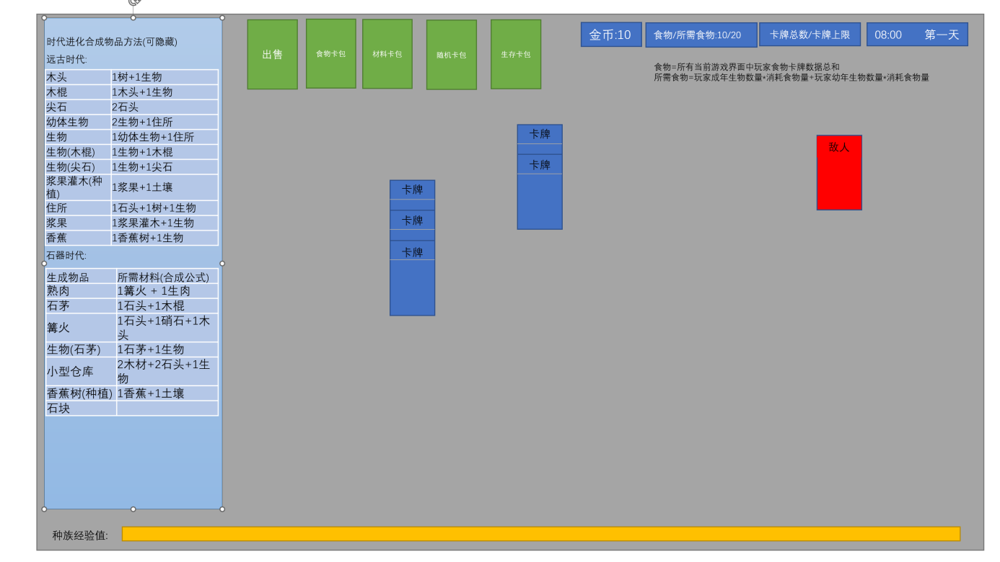 时代进化合成物品方法(可隐藏)
远古时代:
木头 1树+1生物
木棍 1木头+1生物
尖石 2石头
幼体生物 2生物+1住所
生物 1幼体生物+1住所
生物(木棍) 1生物+1木棍
生物(尖石) 1生物+1尖石
浆果灌木(种
植) 1浆果+1土壤
住所 1石头+1树+1生物
浆果 1浆果灌木+1生物
香蕉 1香蕉树+1生物
石器时代:
生成物品 所需材料(合成公式)
熟肉 1篝火 + 1生肉
石茅 1石头+1木棍
篝火 1石头+1硝石+1木
头
生物(石茅) 1石茅+1生物
小型仓库 2木材+2石头+1生
物
香蕉树(种植) 1香蕉+1土壤
石块
出售 食物卡包 材料卡包 随机卡包 生存卡包
金币:10 食物/所需食物:10/20 卡牌总数/卡牌上限 08:00 第一天
食物=所有当前游戏界面中玩家食物卡牌数据总和
所需食物=玩家成年生物数量*消耗食物量+玩家幼年生物数量*消耗食物量
卡牌
卡牌
卡牌
卡牌
卡牌
敌人
种族经验值: